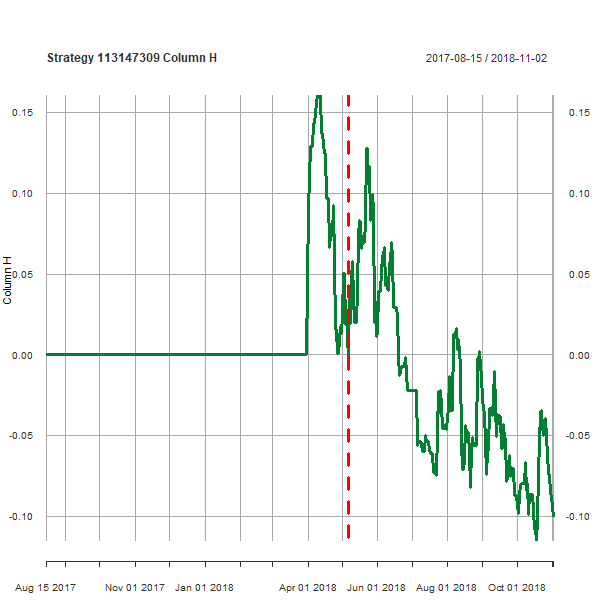 Strategy 113147309 Column H 2017-08-15 / 2018-11-02
0.15 0.15
0.10 0.10
0.05 0.05
Column H
0.00 0.00
-0.05 -0.05
-0.10 -0.10
Aug 15 2017 Nov 01 2017 Jan 01 2018 Apr 01 2018 Jun 01 2018 Aug 01 2018 Oct 01 2018